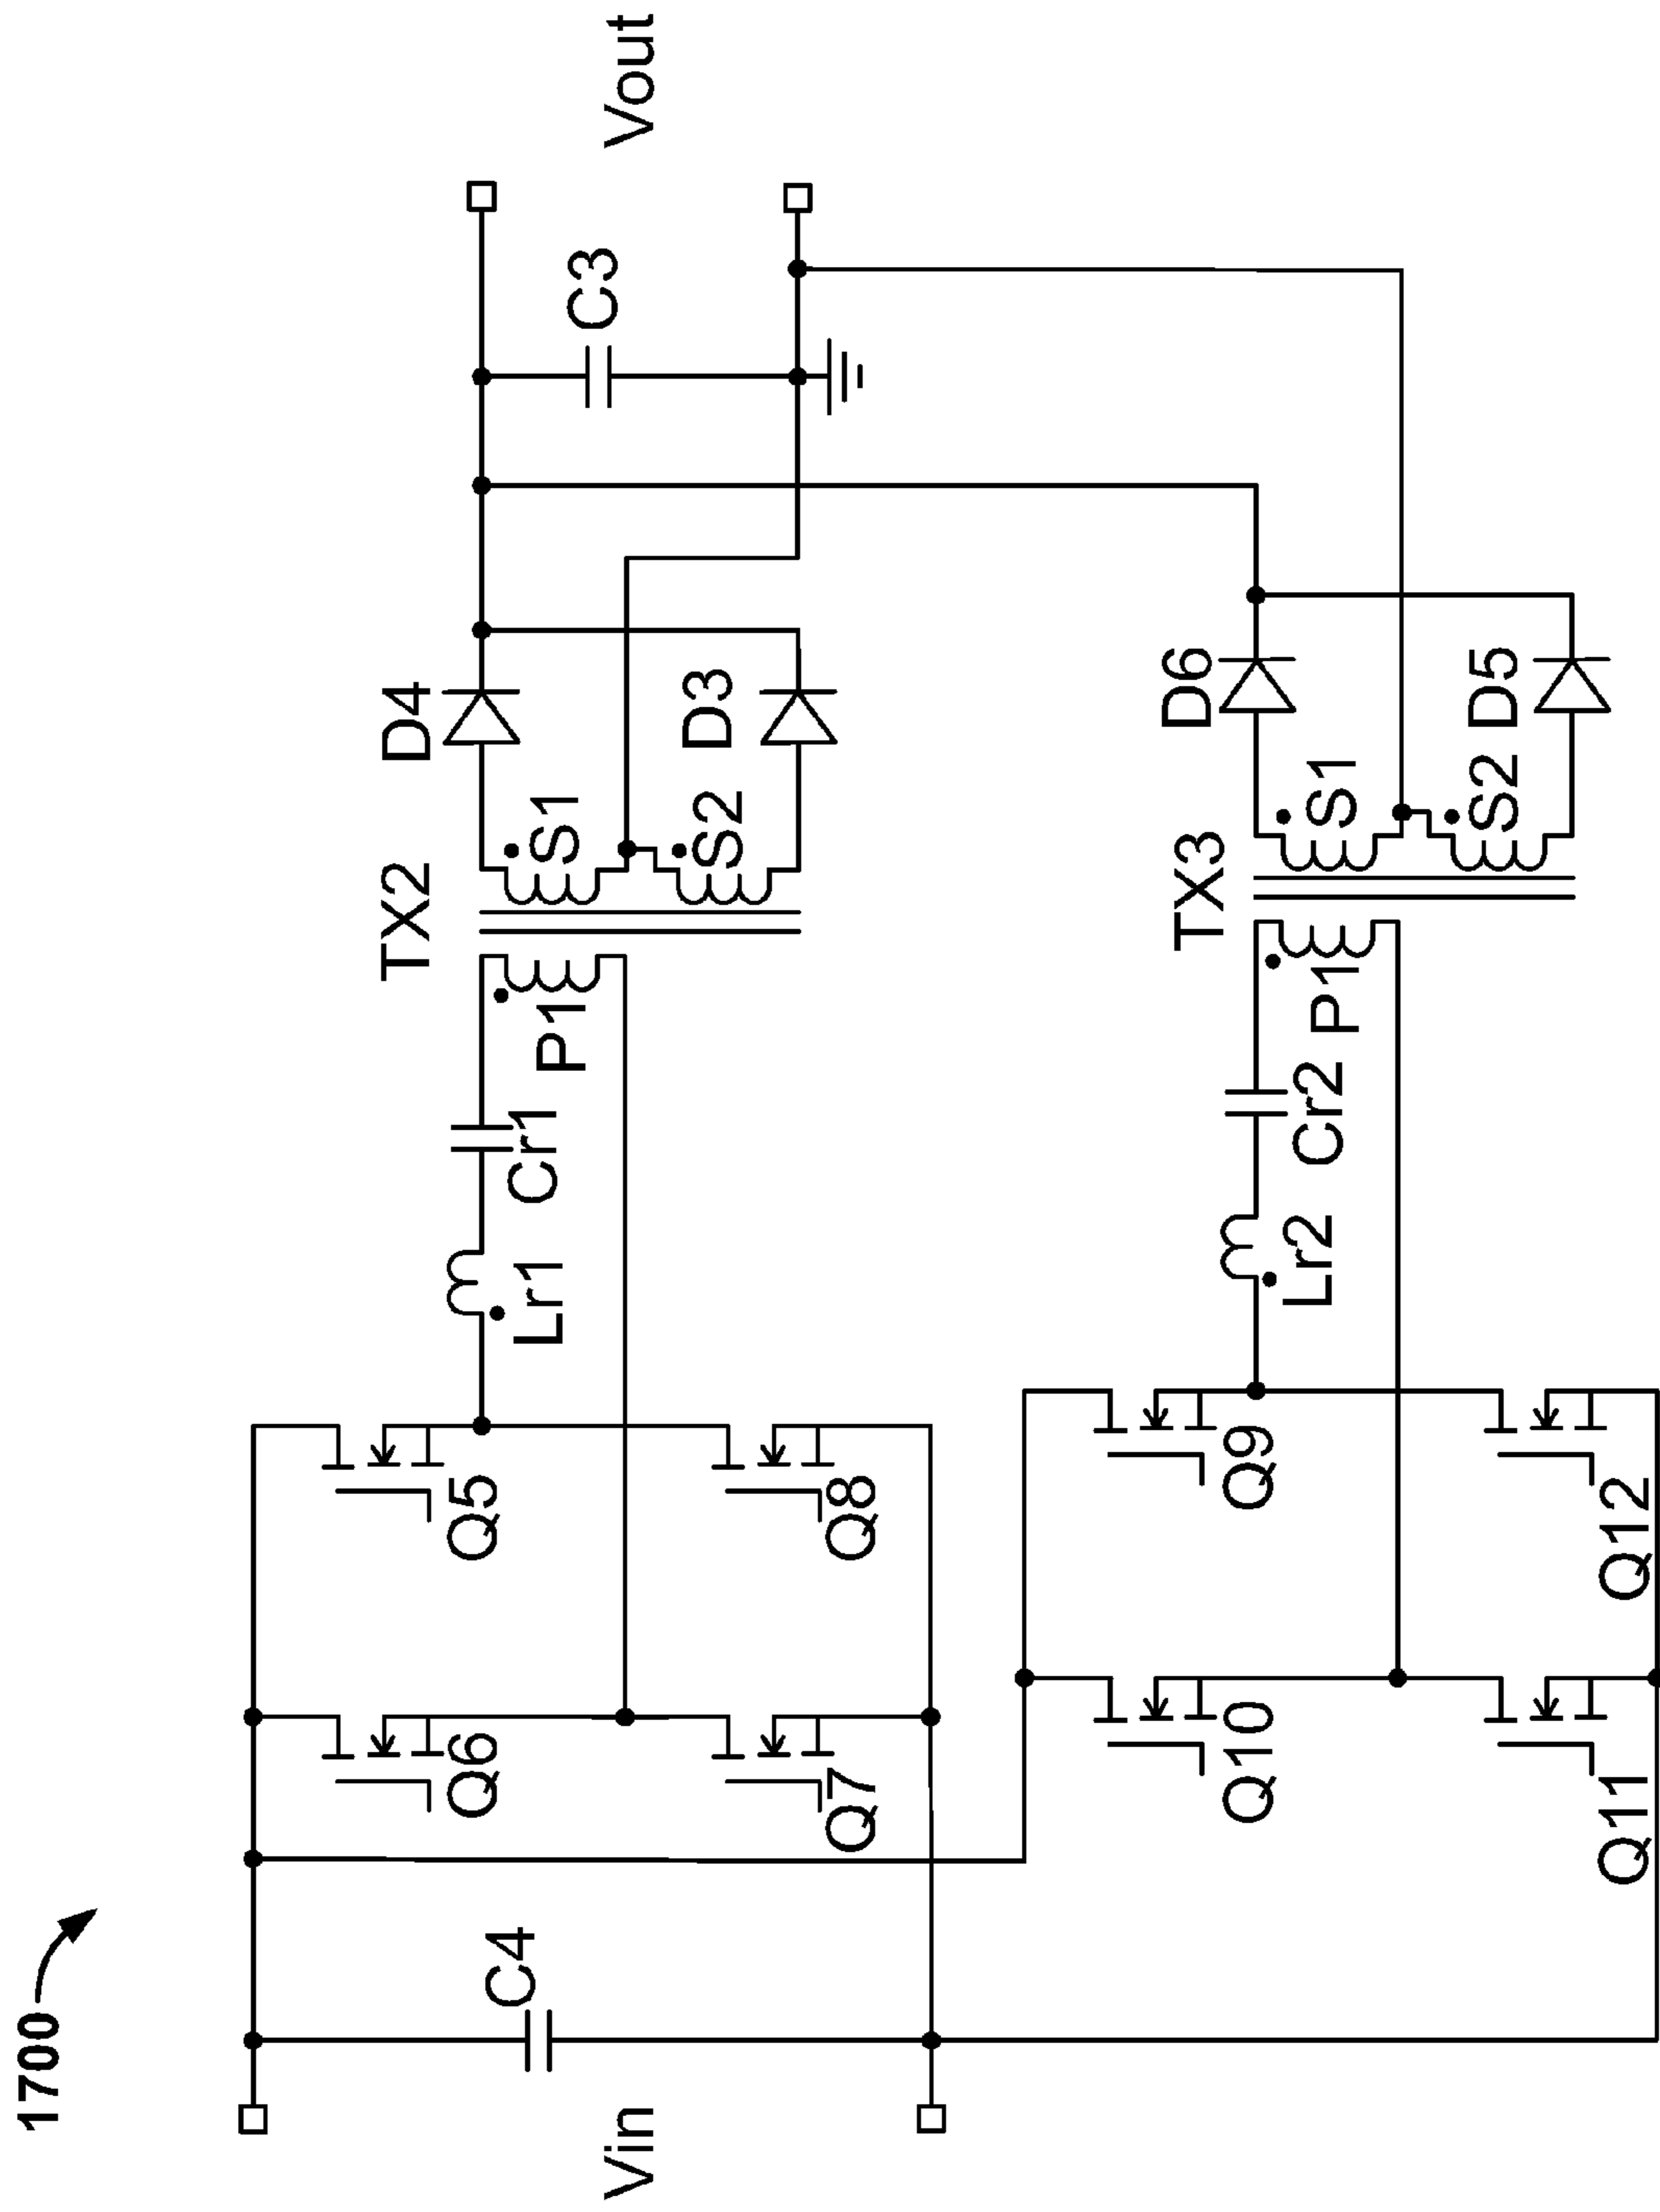 1700
Vin
C4
Q6
Q5
Q7
Q8
Lr1
Cr1
P1
TX2
S1
S2
D4
D3
C3
Vout
Q10
Q9
Q11
Q12
Lr2
Cr2
P1
TX3
S1
S2
D6
D5